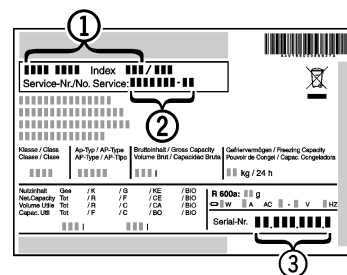 1
Index /
Service-Nr./No. Service: -
2
Klasse / Class
Classe / Clase
Ap-Typ / AP-Type
AP-Type / AP-Tipo
Bruttoinhalt / Gross Capacity
Volume Brut / Capacidad Bruta
Gefriervermögen / Freezing Capacity
Pouvoir de Congel / Capac. Congeladora
l
kg / 24 h
Nutzinhalt Ges / K / G / KE / BIO
Net.Capacity Tot / R / F / CE / BIO
Volume Utile Tot / R / C / CA / BIO
Capac. Util Tot / F / C / BO / BIO
l l
R 600a: g
W A AC - V HZ
Serial-Nr. . . .
3